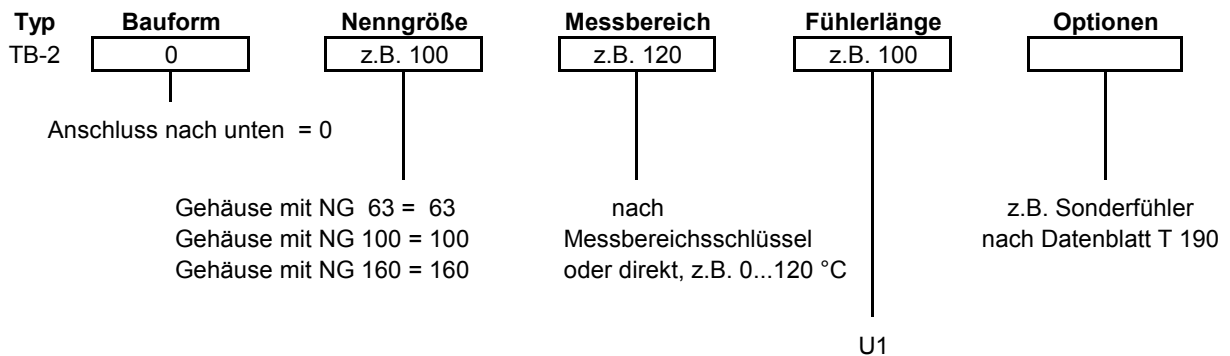 Typ Bauform Nenngröße Messbereich Fühlerlänge Optionen
TB-2 0 z.B. 100 z.B. 120 z.B. 100
Anschluss nach unten = 0
Gehäuse mit NG 63 = 63 nach z.B. Sonderfühler
Gehäuse mit NG 100 = 100 Messbereichsschlüssel nach Datenblatt T 190
Gehäuse mit NG 160 = 160 oder direkt, z.B. 0...120 °C
U1